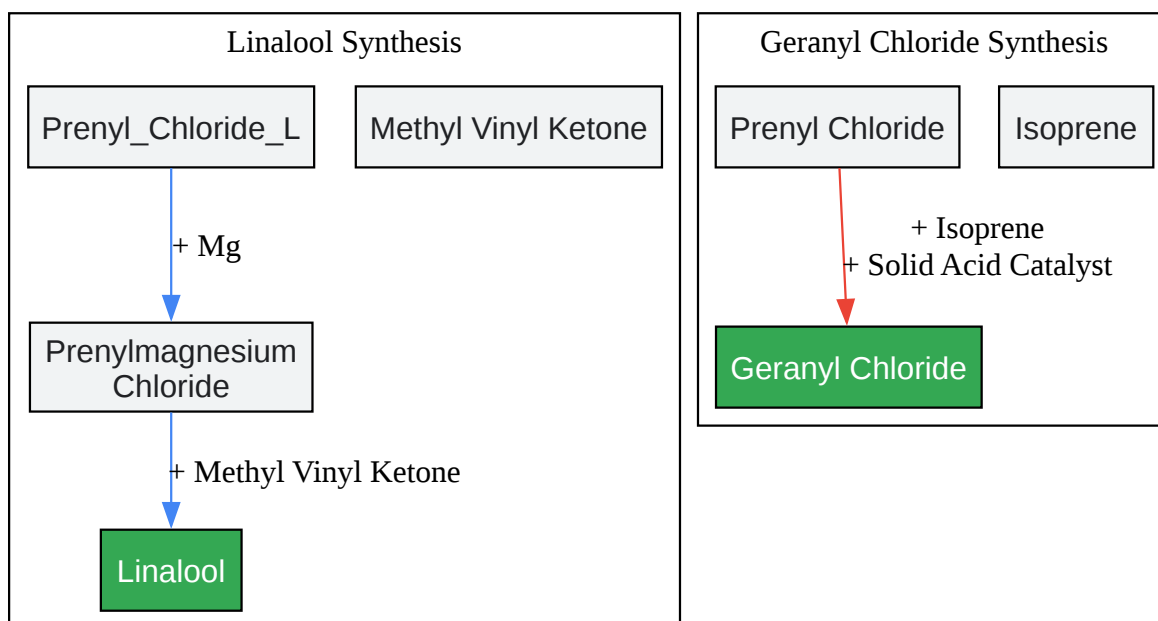 Linalool Synthesis
Prenyl_Chloride_L
Methyl Vinyl Ketone
+ Mg
Prenylmagnesium
Chloride
+ Methyl Vinyl Ketone
Linalool
Geranyl Chloride Synthesis
Prenyl Chloride
Isoprene
+ Isoprene
+ Solid Acid Catalyst
Geranyl Chloride